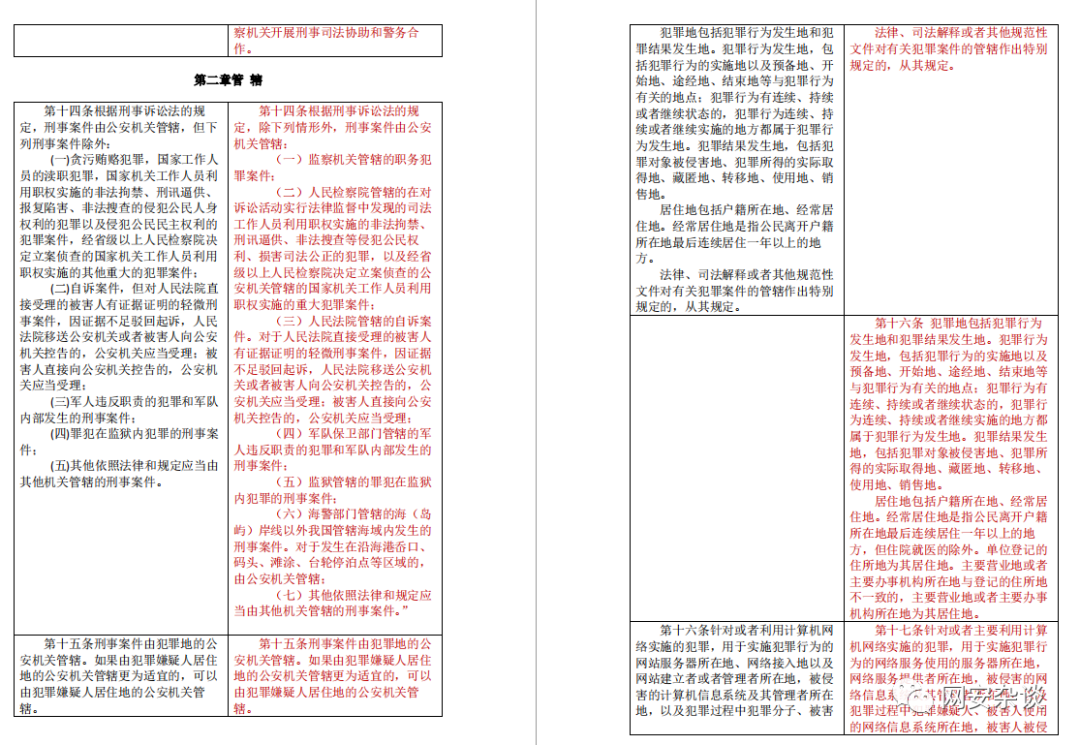 察机关开展刑事司法协助和警务合
作。
第二章管 辖
第十四条根据刑事诉讼法的规
定，刑事案件由公安机关管辖，但下
列刑事案件除外：
(一)贪污贿赂犯罪，国家工作人
员的渎职犯罪，国家机关工作人员利
用职权实施的非法拘禁、刑讯逼供、
报复陷害、非法搜查的侵犯公民人身
权利的犯罪以及侵犯公民民主权利的
犯罪案件，经省级以上人民检察院决
定立案侦查的国家机关工作人员利用
职权实施的其他重大的犯罪案件；
(二)自诉案件，但对人民法院直
接受理的被害人有证据证明的轻微刑
事案件，因证据不足驳回起诉，人民
法院移送公安机关或者被害人向公安
机关控告的，公安机关应当受理；被
害人直接向公安机关控告的，公安机
关应当受理；
(三)军人违反职责的犯罪和军队
内部发生的刑事案件；
(四)罪犯在监狱内犯罪的刑事案
件；
(五)其他依照法律和规定应当由
其他机关管辖的刑事案件。
第十四条根据刑事诉讼法的规
定，除下列情形外，刑事案件由公安
机关管辖：
（一）监察机关管辖的职务犯
罪案件；
（二）人民检察院管辖的在对
诉讼活动实行法律监督中发现的司法
工作人员利用职权实施的非法拘禁、
刑讯逼供、非法搜查等侵犯公民权
利、损害司法公正的犯罪，以及经省
级以上人民检察院决定立案侦查的公
安机关管辖的国家机关工作人员利用
职权实施的重大犯罪案件；
（三）人民法院管辖的自诉案
件。对于人民法院直接受理的被害人
有证据证明的轻微刑事案件，因证据
不足驳回起诉，人民法院移送公安机
关或者被害人向公安机关控告的，公
安机关应当受理；被害人直接向公安
机关控告的，公安机关应当受理；
（四）军队保卫部门管辖的军
人违反职责的犯罪和军队内部发生的
刑事案件；
（五）监狱管辖的罪犯在监狱
内犯罪的刑事案件；
（六）海警部门管辖的海（岛
屿）岸线以外我国管辖海域内发生的
刑事案件。对于发生在沿海港岙口、
码头、滩涂、台轮停泊点等区域的，
由公安机关管辖；
（七）其他依照法律和规定应
当由其他机关管辖的刑事案件。”
第十五条刑事案件由犯罪地的公
安机关管辖。如果由犯罪嫌疑人居住
地的公安机关管辖更为适宜的，可以
由犯罪嫌疑人居住地的公安机关管
辖。
第十五条刑事案件由犯罪地的公
安机关管辖。如果由犯罪嫌疑人居住
地的公安机关管辖更为适宜的，可以
由犯罪嫌疑人居住地的公安机关管
辖。
犯罪地包括犯罪行为发生地和犯
罪结果发生地。犯罪行为发生地，包
括犯罪行为的实施地以及预备地、开
始地、途经地、结束地等与犯罪行为
有关的地点；犯罪行为有连续、持续
或者继续状态的，犯罪行为连续、持
续或者继续实施的地方都属于犯罪行
为发生地。犯罪结果发生地，包括犯
罪对象被侵害地、犯罪所得的实际取
得地、藏匿地、转移地、使用地、销
售地。
居住地包括户籍所在地、经常居
住地。经常居住地是指公民离开户籍
所在地最后连续居住一年以上的地
方。
法律、司法解释或者其他规范性
文件对有关犯罪案件的管辖作出特别
规定的，从其规定。
法律、司法解释或者其他规范性
文件对有关犯罪案件的管辖作出特别
规定的，从其规定。
第十六条 犯罪地包括犯罪行为
发生地和犯罪结果发生地。犯罪行为
发生地，包括犯罪行为的实施地以及
预备地、开始地、途经地、结束地等
与犯罪行为有关的地点；犯罪行为有
连续、持续或者继续状态的，犯罪行
为连续、持续或者继续实施的地方都
属于犯罪行为发生地。犯罪结果发生
地，包括犯罪对象被侵害地、犯罪所
得的实际取得地、藏匿地、转移地、
使用地、销售地。
居住地包括户籍所在地、经常居
住地。经常居住地是指公民离开户籍
所在地最后连续居住一年以上的地
方，但住院就医的除外。单位登记的
住所地为其居住地。主要营业地或者
主要办事机构所在地与登记的住所地
不一致的，主要营业地或者主要办事
机构所在地为其居住地。
第十六条针对或者利用计算机网
络实施的犯罪，用于实施犯罪行为的
网站服务器所在地、网络接入地以及
网站建立者或者管理者所在地，被侵
害的计算机信息系统及其管理者所在
地，以及犯罪过程中犯罪分子、被害
第十七条针对或者主要利用计算
机网络实施的犯罪，用于实施犯罪行
为的网络服务使用的服务器所在地，
网络服务提供者所在地，被侵害的网
络信息
犯罪过程中犯罪嫌疑人、被害人使用
的网络信息系统所在地，被害人被侵
网安杂谈